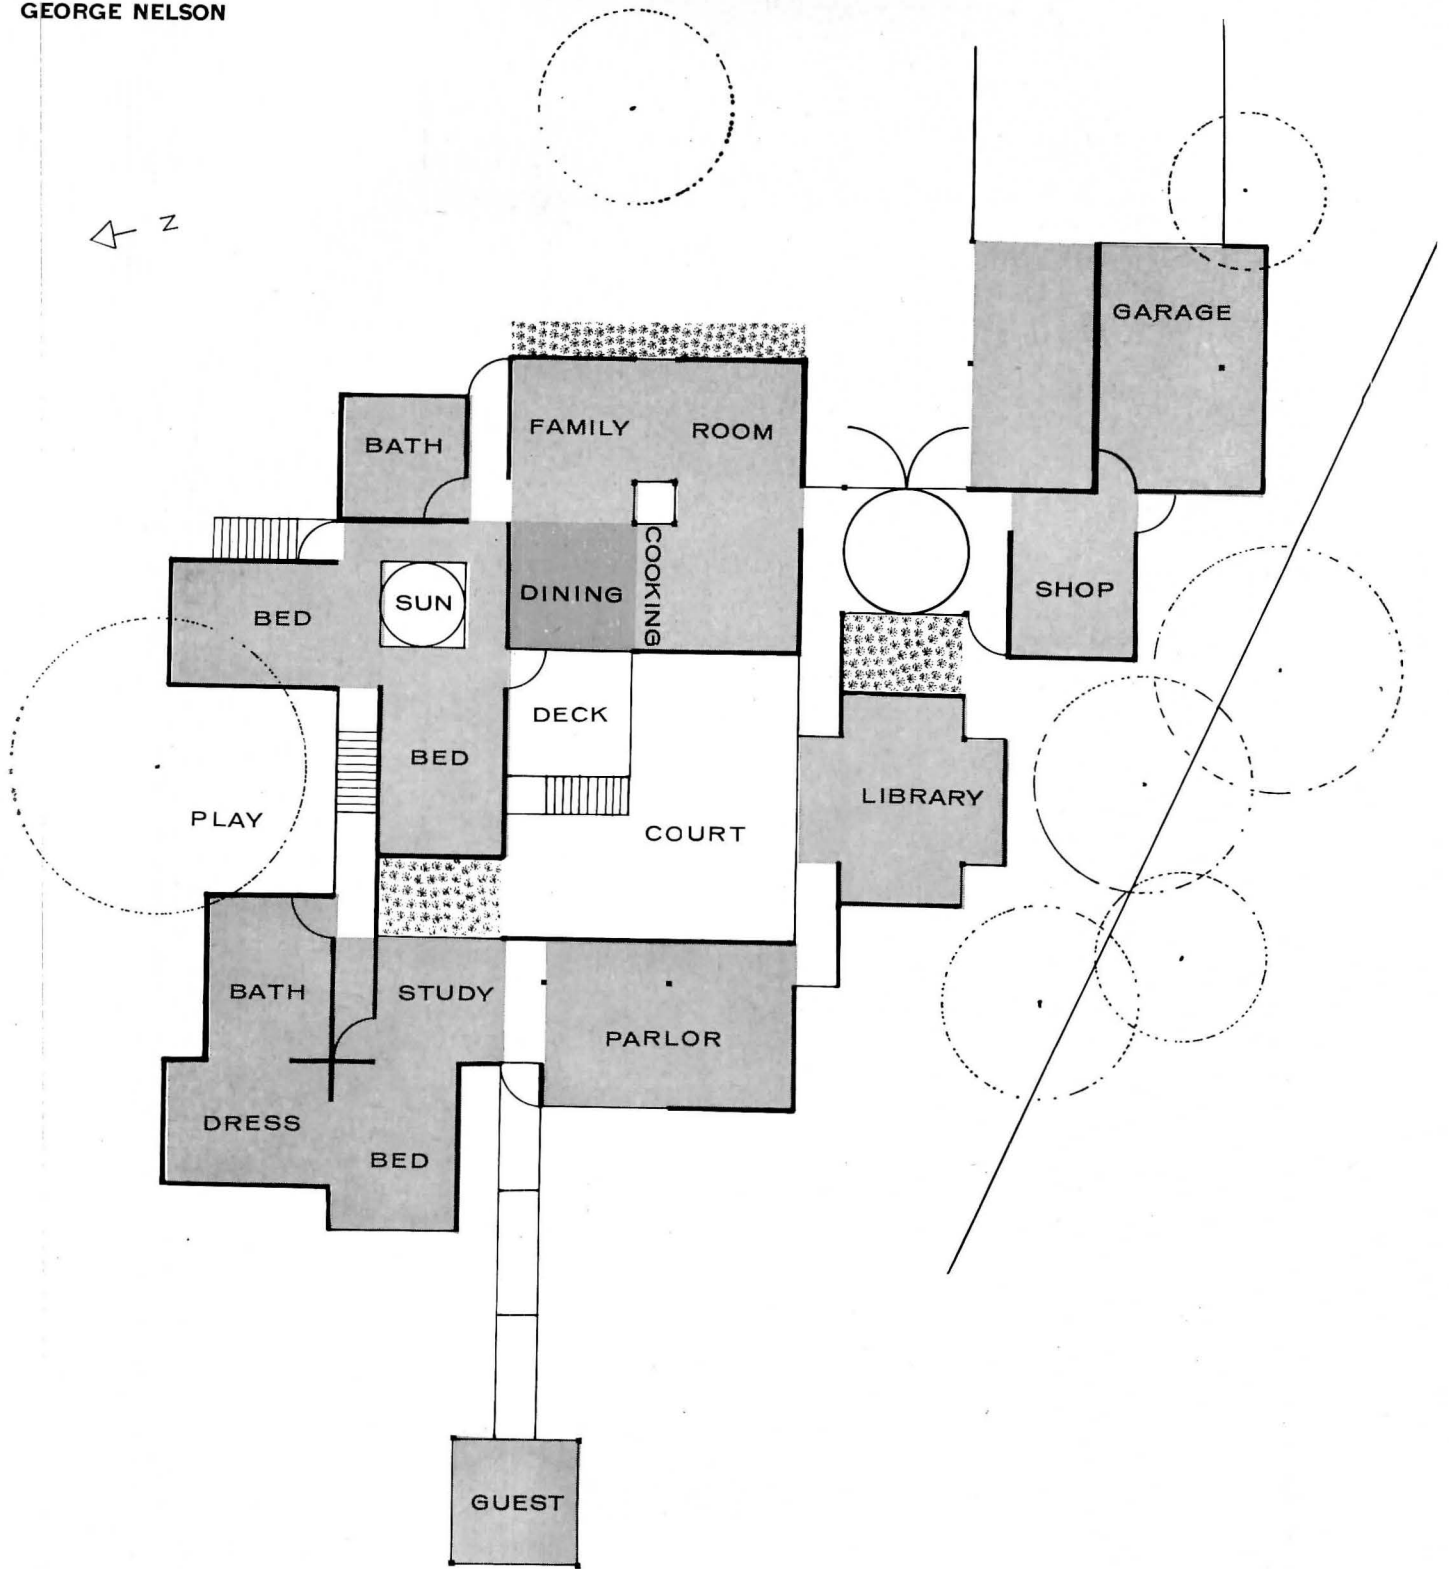 GEORGE NELSON
N
GARAGE
FAMILY ROOM
BATH
COOKING
DINING
SHOP
SUN
BED
DECK
BED
LIBRARY
PLAY
COURT
BATH
STUDY
PARLOR
DRESS
BED
GUEST